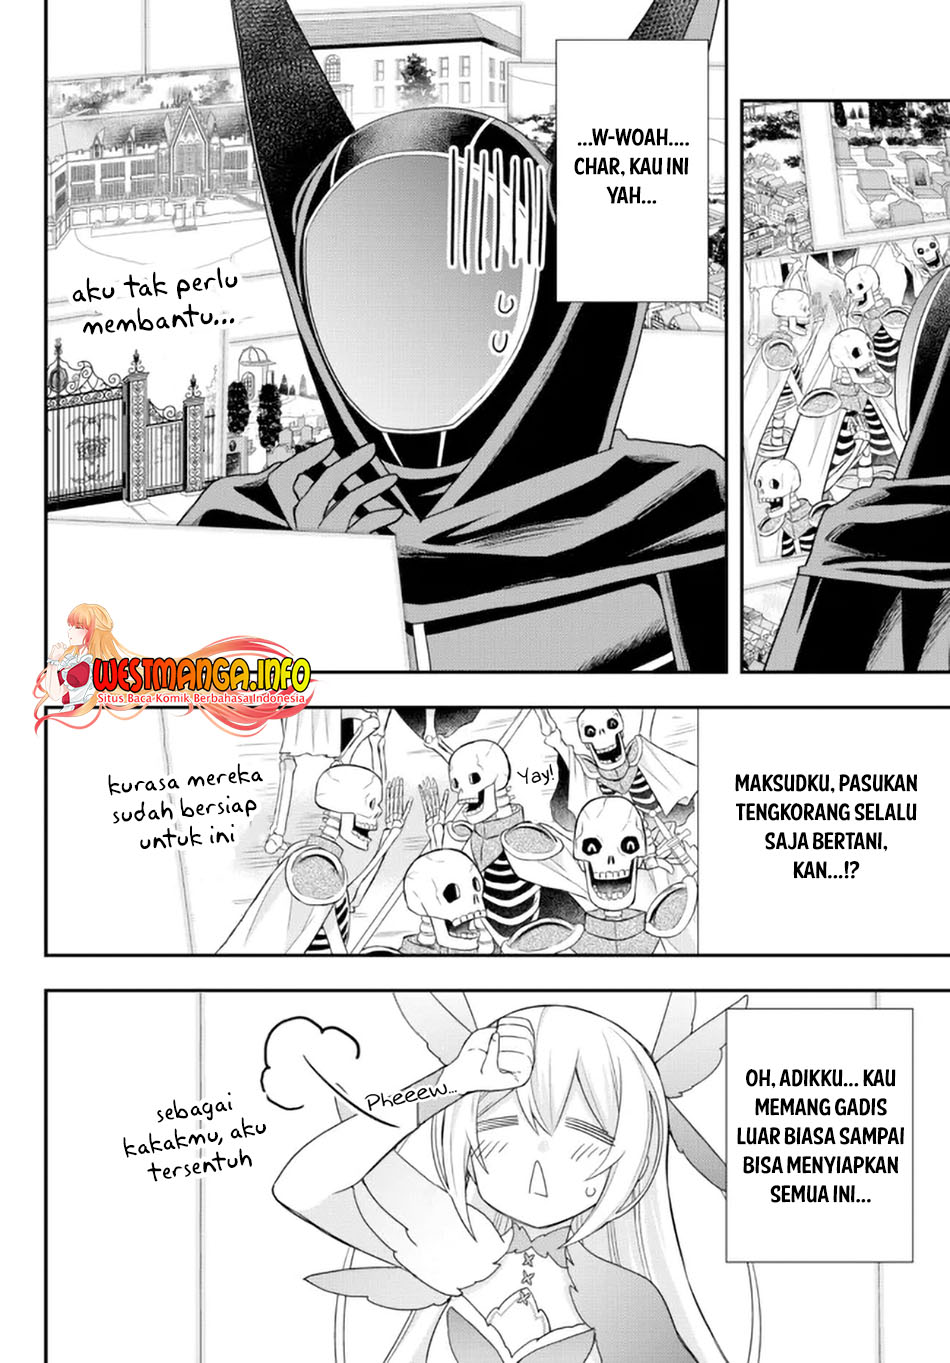 ...W-WOAH....
CHAR, KAU INI
YAH...
aku tak perlu
membantu...
WESTMANGA.INFO
Situs Baca Komik Berbahasa Indonesia
MAKSUDKU, PASUKAN
TENGKORANG SELALU
SAJA BERTANI,
KAN...!?
Yay!
kurasa mereka
sudah bersiap
untuk ini
OH, ADIKKU... KAU
MEMANG GADIS
LUAR BIASA SAMPAI
BISA MENYIAPKAN
SEMUA INI...
Pheeew...
sebagai
kakakmu, aku
tersentuh